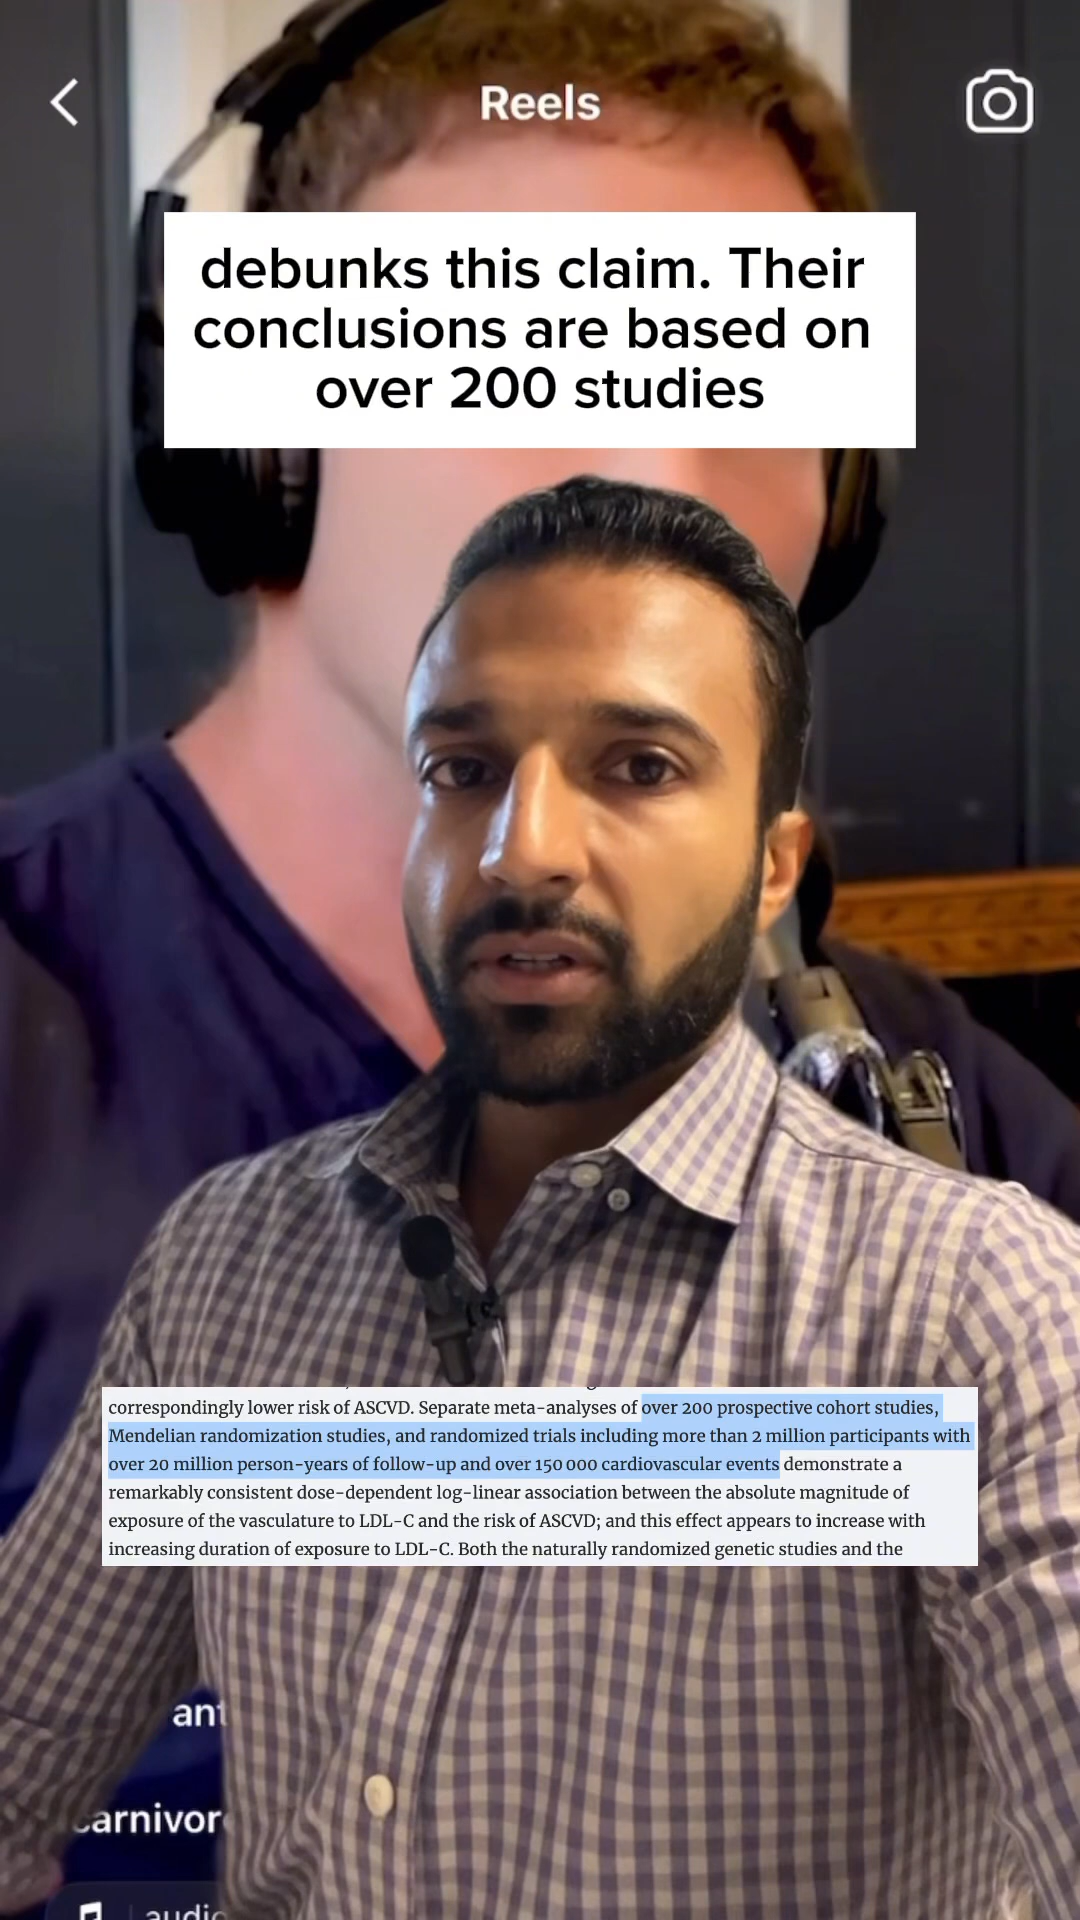 Reels
debunks this claim. Their
conclusions are based on
over 200 studies
correspondingly lower risk of ASCVD. Separate meta-analyses of over 200 prospective cohort studies,
Mendelian randomization studies, and randomized trials including more than 2 million participants with
over 20 million person-years of follow-up and over 150 000 cardiovascular events demonstrate a
remarkably consistent dose-dependent log-linear association between the absolute magnitude of
exposure of the vasculature to LDL-C and the risk of ASCVD; and this effect appears to increase with
increasing duration of exposure to LDL-C. Both the naturally randomized genetic studies and the
ant
carnivor
audio